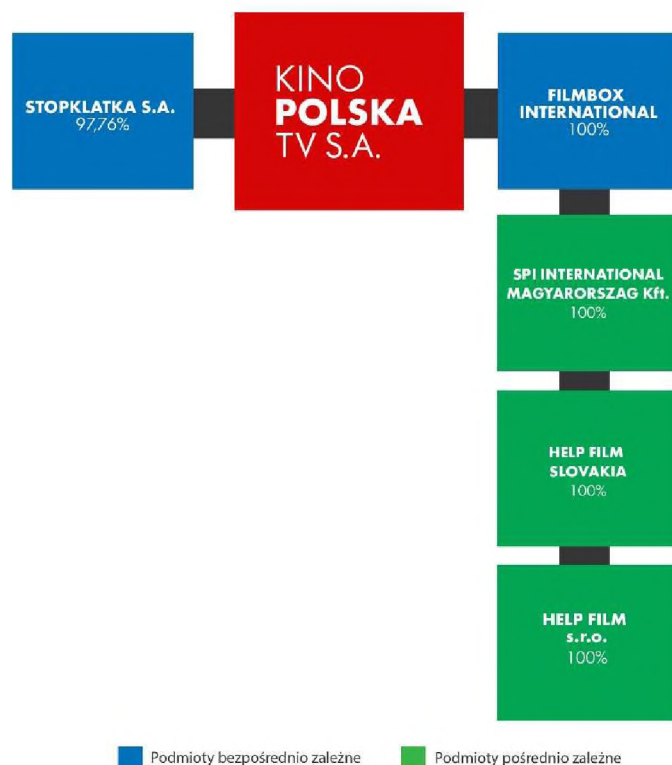 STOPKLATKA S.A.
97,76%
KINO
POLSKA
TV S.A.
FILMBOX
INTERNATIONAL
100%
SPI INTERNATIONAL
MAGYARORSZAG Kft.
100%
HELP FILM
SLOVAKIA
100%
HELP FILM
s.r.o.
100%
Podmioty bezpośrednio zależne
Podmioty pośrednio zależne